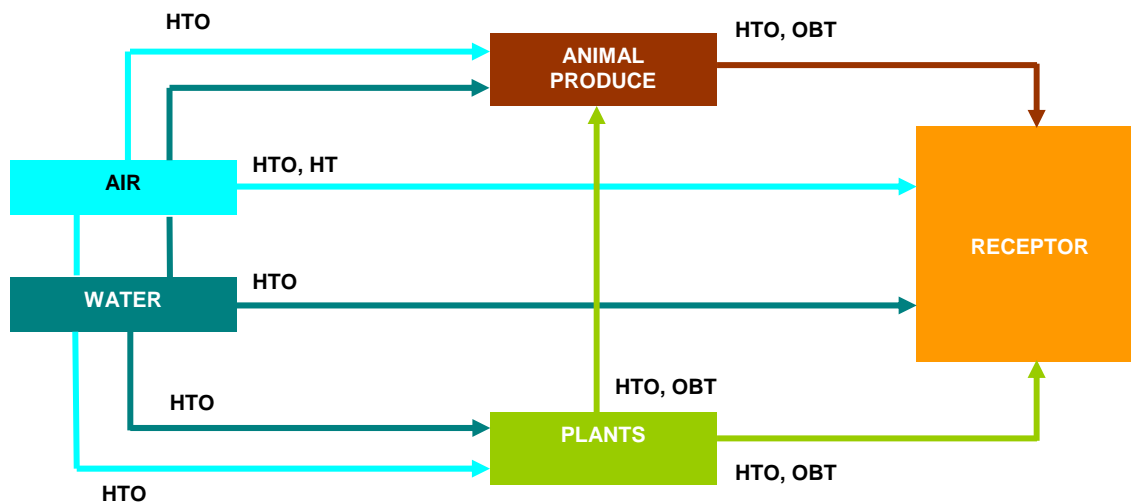 HTO
ANIMAL
PRODUCE
HTO, OBT
AIR
HTO, HT
RECEPTOR
WATER
HTO
HTO, OBT
HTO
PLANTS
HTO, OBT
HTO